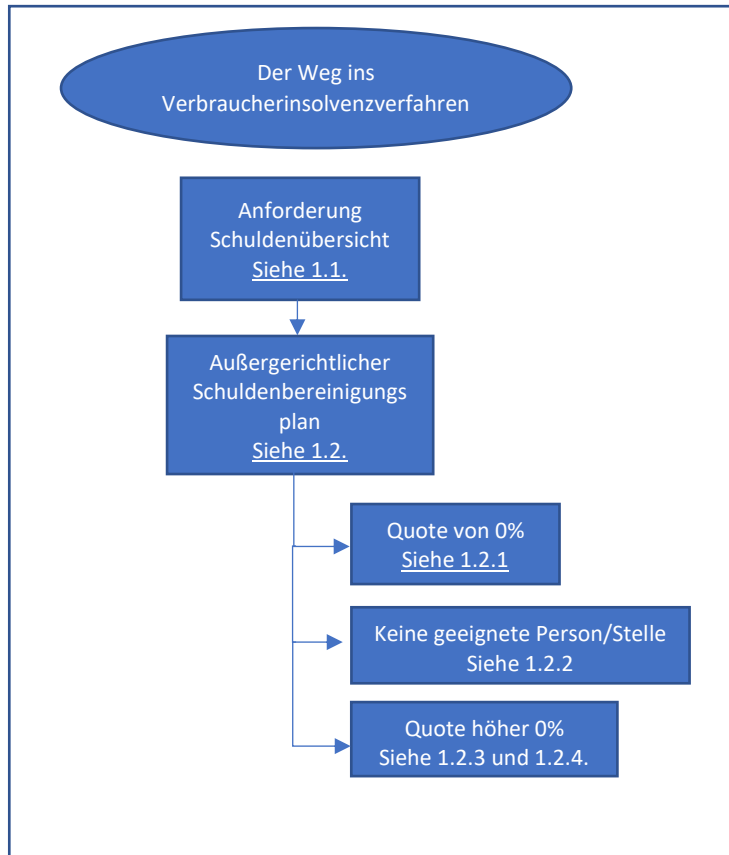 Der Weg ins
Verbraucherinsolvenzverfahren
Anforderung
Schuldenübersicht
Siehe 1.1.
Außergerichtlicher
Schuldenbereinigungs
plan
Siehe 1.2.
Quote von 0%
Siehe 1.2.1
Keine geeignete Person/Stelle
Siehe 1.2.2
Quote höher 0%
Siehe 1.2.3 und 1.2.4.